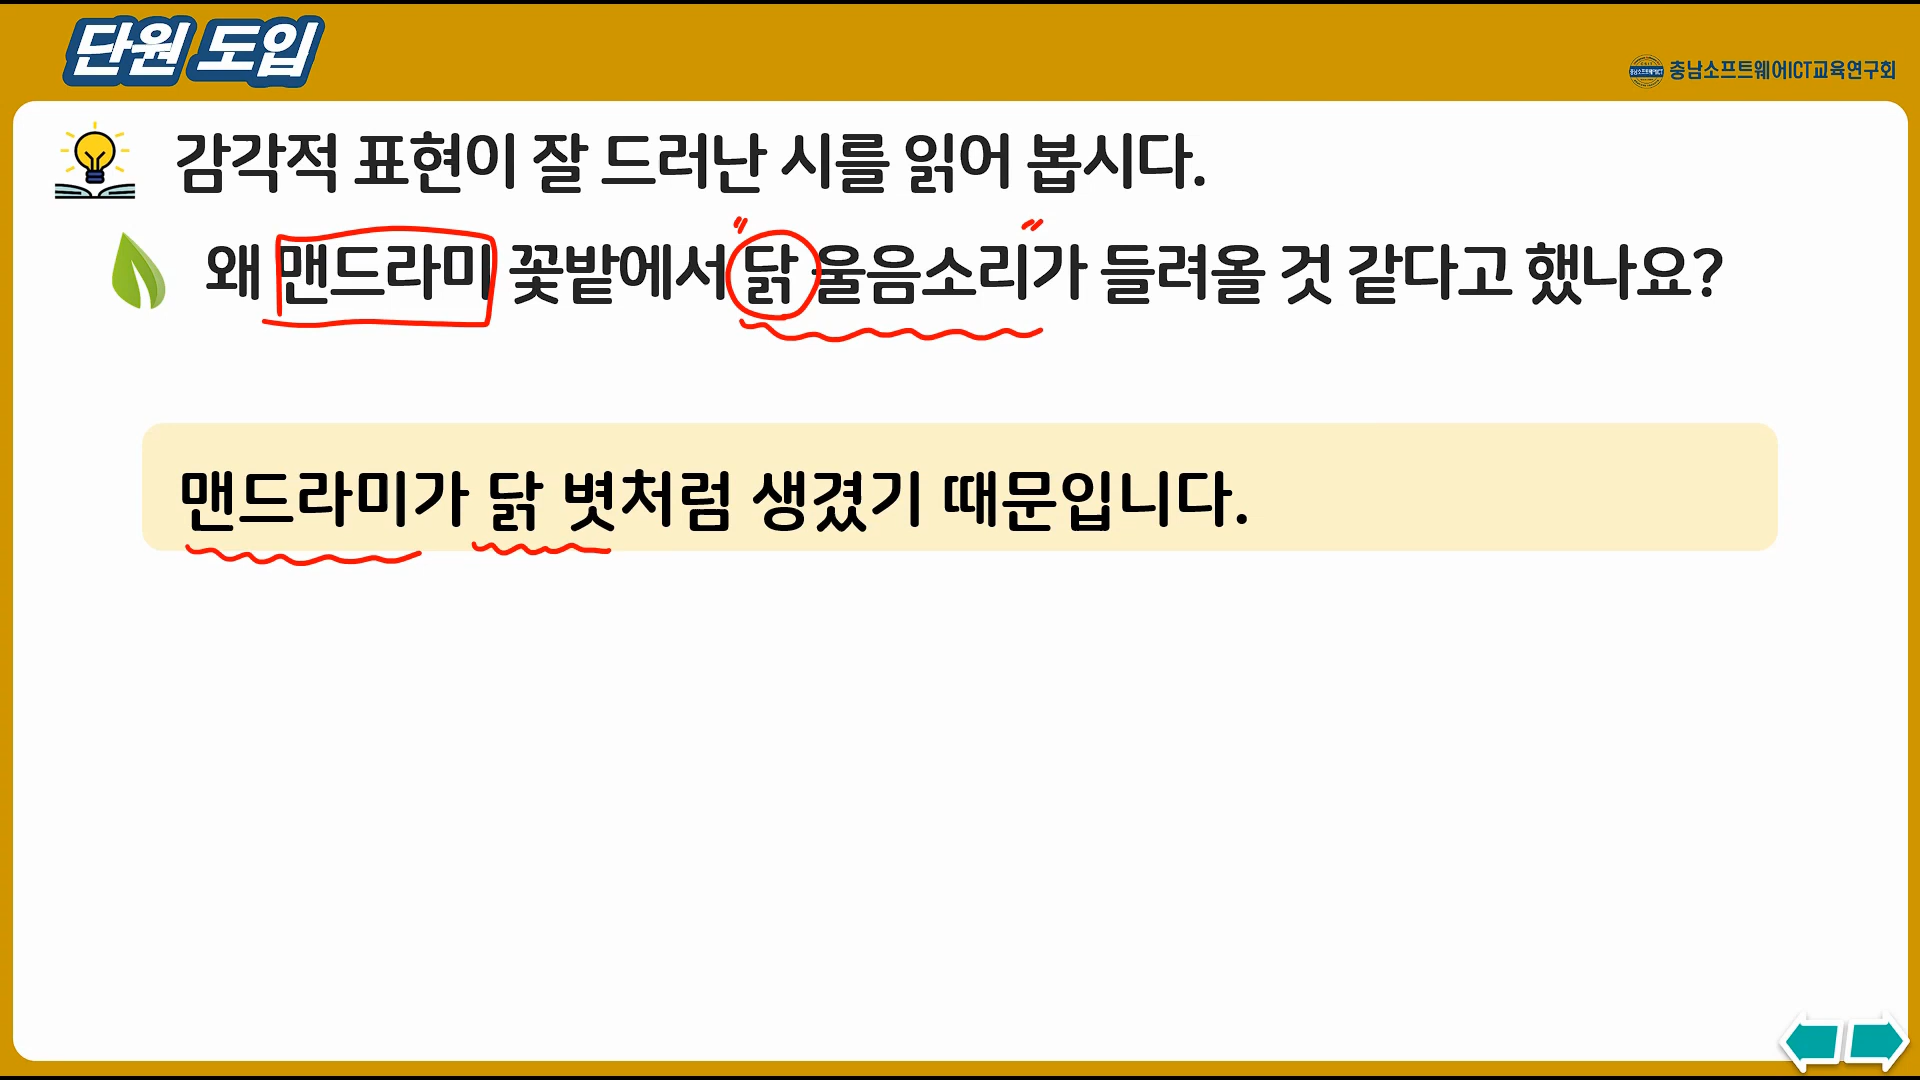 단원 도입
충남소프트웨어ICT교육연구회
감각적 표현이 잘 드러난 시를 읽어 봅시다.
왜 맨드라미 꽃밭에서 닭 울음소리가 들려올 것 같다고 했나요?
맨드라미가 닭 볏처럼 생겼기 때문입니다.